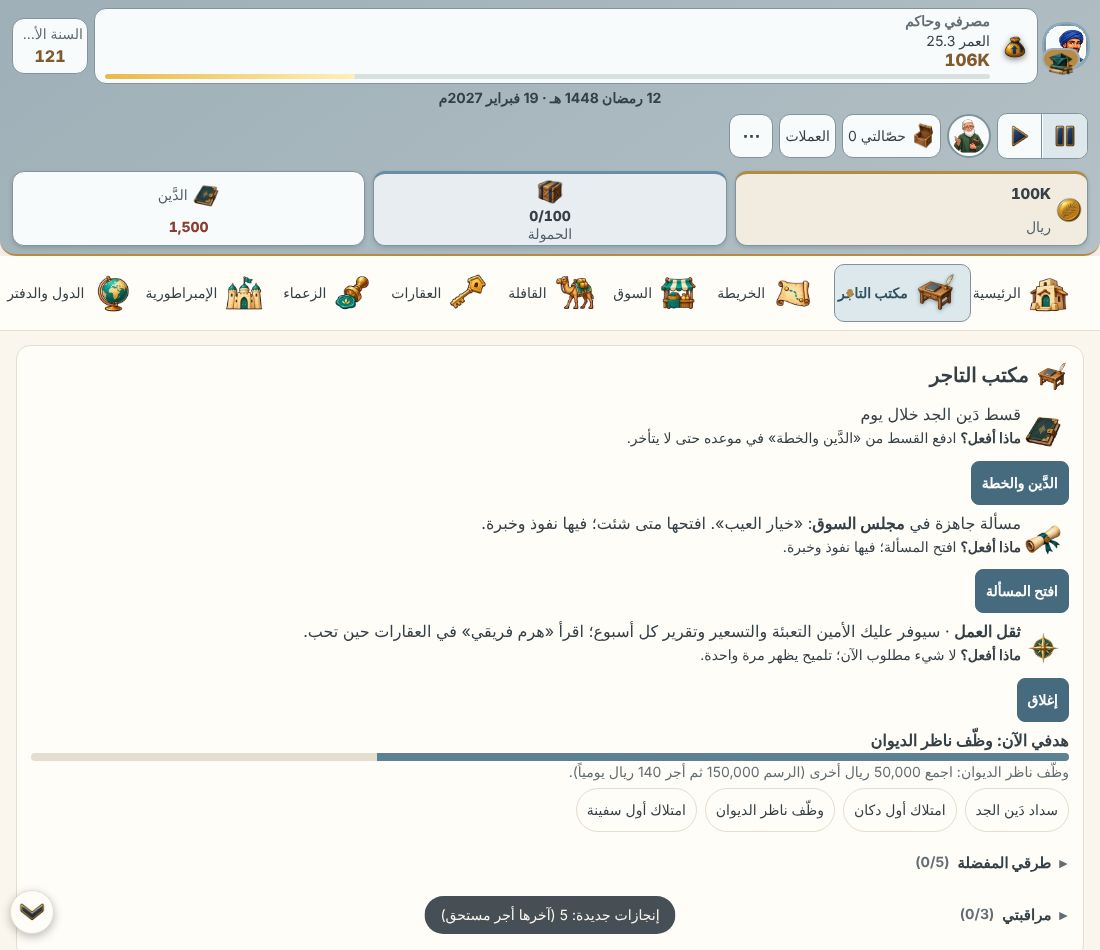 مصرفي وحاكم
العمر 25.3
106K
السنة الأ...
121
12 رمضان 1448 هـ · 19 فبراير 2027م
حصّالتي 0
العملات
...
100K
ريال
0/100
الحمولة
الدَّين
1,500
الرئيسية
مكتب التاجر
الخريطة
السوق
القافلة
العقارات
الزعماء
الإمبراطورية
الدول والدفتر
مكتب التاجر
قسط دَين الجد خلال يوم
ماذا أفعل؟ ادفع القسط من «الدَّين والخطة» في موعده حتى لا يتأخر.
الدَّين والخطة
مسألة جاهزة في مجلس السوق: «خيار العيب». افتحها متى شئت؛ فيها نفوذ وخبرة.
ماذا أفعل؟ افتح المسألة؛ فيها نفوذ وخبرة.
افتح المسألة
ثقل العمل · سيوفر عليك الأمين التعبئة والتسعير وتقرير كل أسبوع؛ اقرأ «هرم فريقي» في العقارات حين تحب.
ماذا أفعل؟ لا شيء مطلوب الآن؛ تلميح يظهر مرة واحدة.
إغلاق
هدفي الآن: وظّف ناظر الديوان
وظّف ناظر الديوان: اجمع 50,000 ريال أخرى (الرسم 150,000 ثم أجر 140 ريال يومياً).
سداد دَين الجد
امتلاك أول دكان
وظّف ناظر الديوان
امتلاك أول سفينة
◀ طرقي المفضلة (0/5)
◀ مراقبتي (0/3)
إنجازات جديدة: 5 (آخرها أجر مستحق)